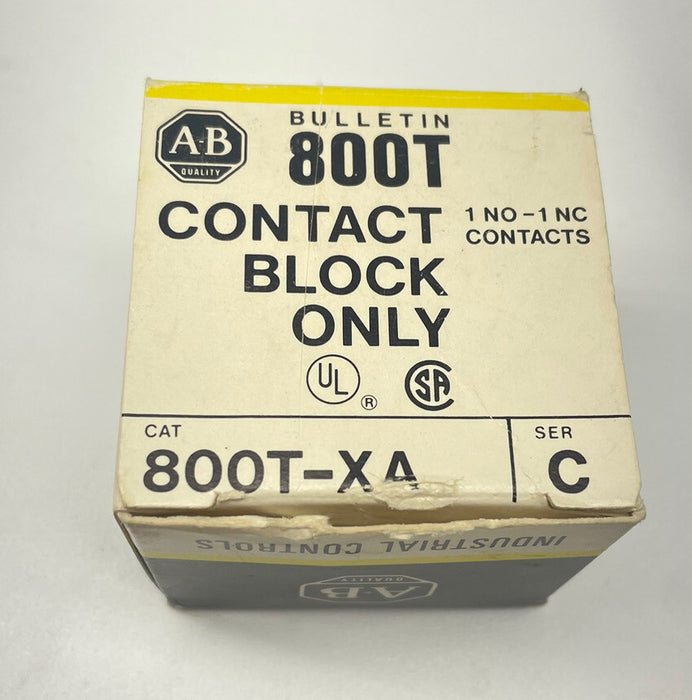 A-B
QUALITY
BULLETIN
800T
CONTACT
BLOCK
ONLY
1 NO-1 NC
CONTACTS
UL ®
SA
CAT
800T-XA
SER
C
INDUSTRIAL CONTROLS
A-B
QUALITY